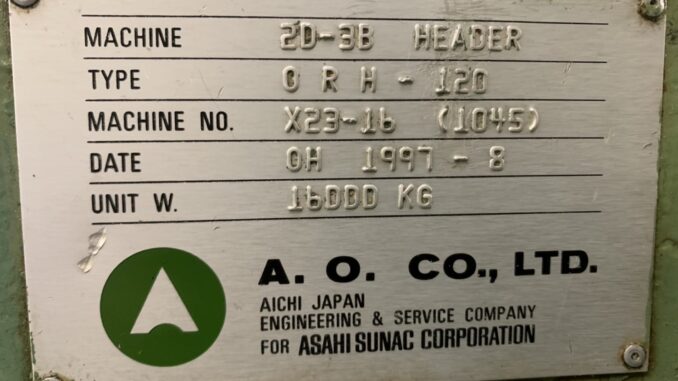 MACHINE 2D-3B HEADER
TYPE ORH-120
MACHINE NO. X23-16 (1045)
DATE OH 1997-8
UNIT W. 16000 KG
A. O. CO., LTD.
AICHI JAPAN
ENGINEERING & SERVICE COMPANY
FOR ASAHI SUNAC CORPORATION